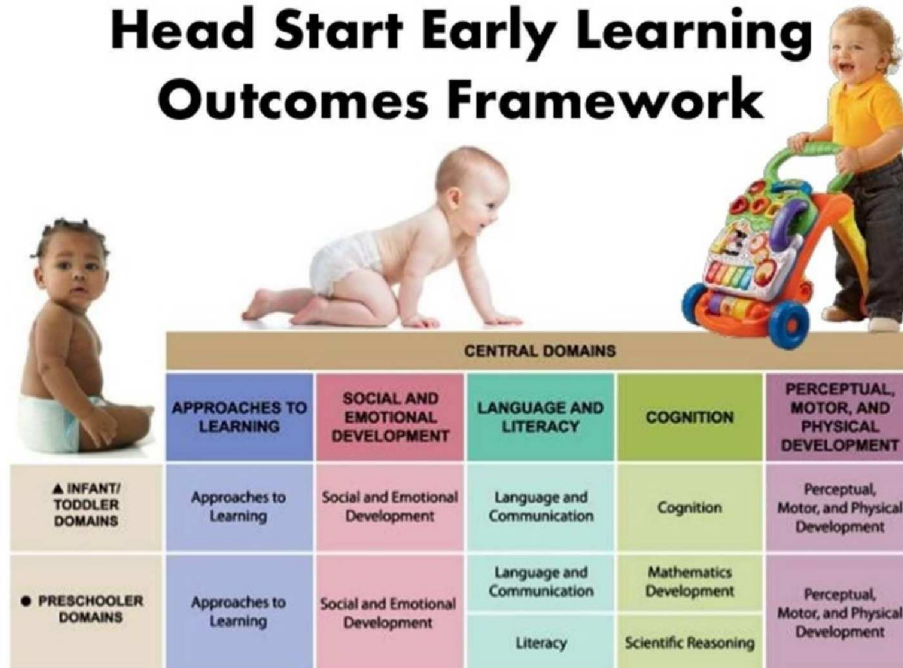 Head Start Early Learning
Outcomes Framework
CENTRAL DOMAINS
APPROACHES TO
LEARNING
SOCIAL AND
EMOTIONAL
DEVELOPMENT
LANGUAGE AND
LITERACY
COGNITION
PERCEPTUAL,
MOTOR, AND
PHYSICAL
DEVELOPMENT
▲ INFANT/
TODDLER
DOMAINS
Approaches to
Learning
Social and Emotional
Development
Language and
Communication
Cognition
Perceptual,
Motor, and Physical
Development
● PRESCHOOLER
DOMAINS
Approaches to
Learning
Social and Emotional
Development
Language and
Communication
Literacy
Mathematics
Development
Scientific Reasoning
Perceptual,
Motor, and Physical
Development